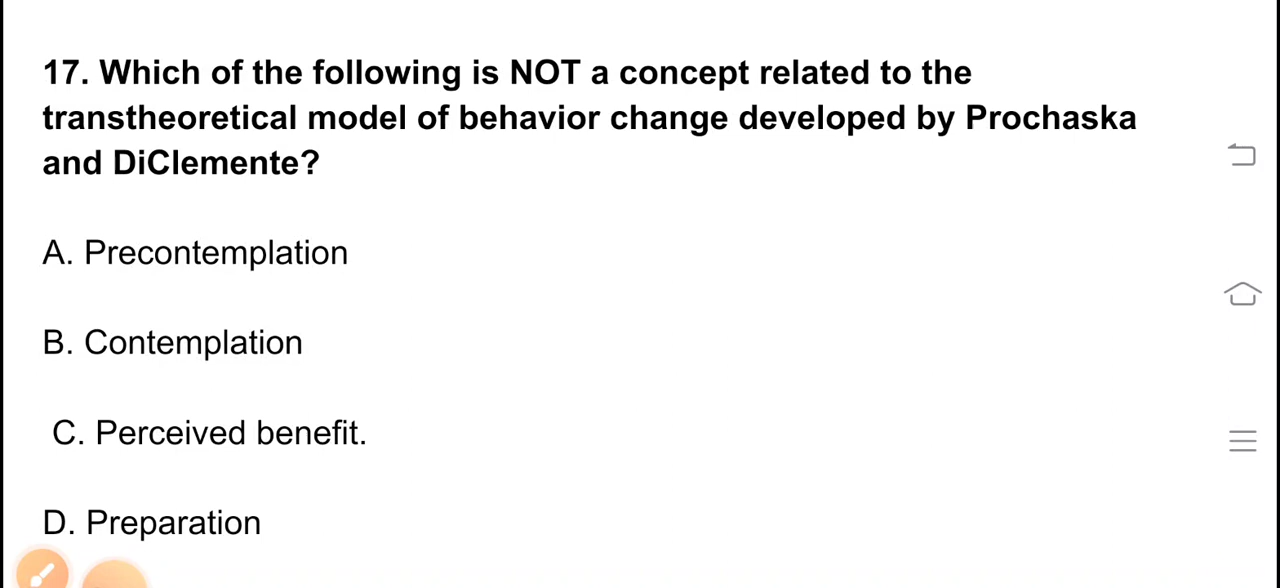 17. Which of the following is NOT a concept related to the
transtheoretical model of behavior change developed by Prochaska
and DiClemente?
A. Precontemplation
B. Contemplation
C. Perceived benefit.
D. Preparation